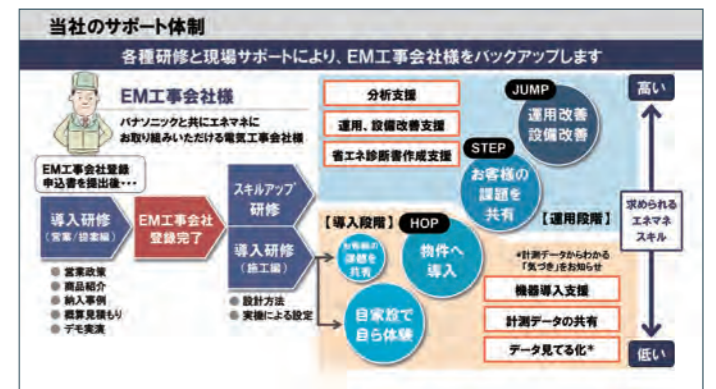 当社のサポート体制
各種研修と現場サポートにより、EM工事会社様をバックアップします
EM工事会社様
パナソニックと共にエネマネに
お取り組みいただける電気工事会社様
EM工事会社登録
申込書を提出後・・・
導入研修
(営業/提案編)
EM工事会社
登録完了
スキルアップ
研修
導入研修
(施工編)
● 営業政策
● 商品紹介
● 納入事例
● 概算見積もり
● デモ実演
● 設計方法
● 実機による設定
分析支援
運用、設備改善支援
省エネ診断書作成支援
JUMP
運用改善
設備改善
STEP
お客様の
課題を
共有
【運用段階】
【導入段階】
HOP
お客様の
課題を
共有
物件へ
導入
自家設で
自ら体験
*計測データからわかる
「気づき」をお知らせ
機器導入支援
計測データの共有
データ見てる化*
高い
求められる
エネマネ
スキル
低い